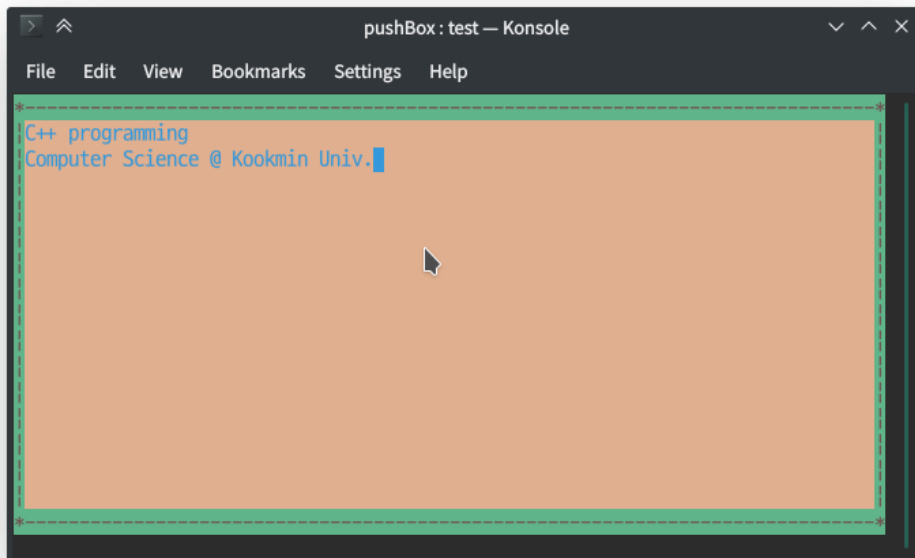 pushBox : test — Konsole
File Edit View Bookmarks Settings Help
C++ programming
Computer Science @ Kookmin Univ.